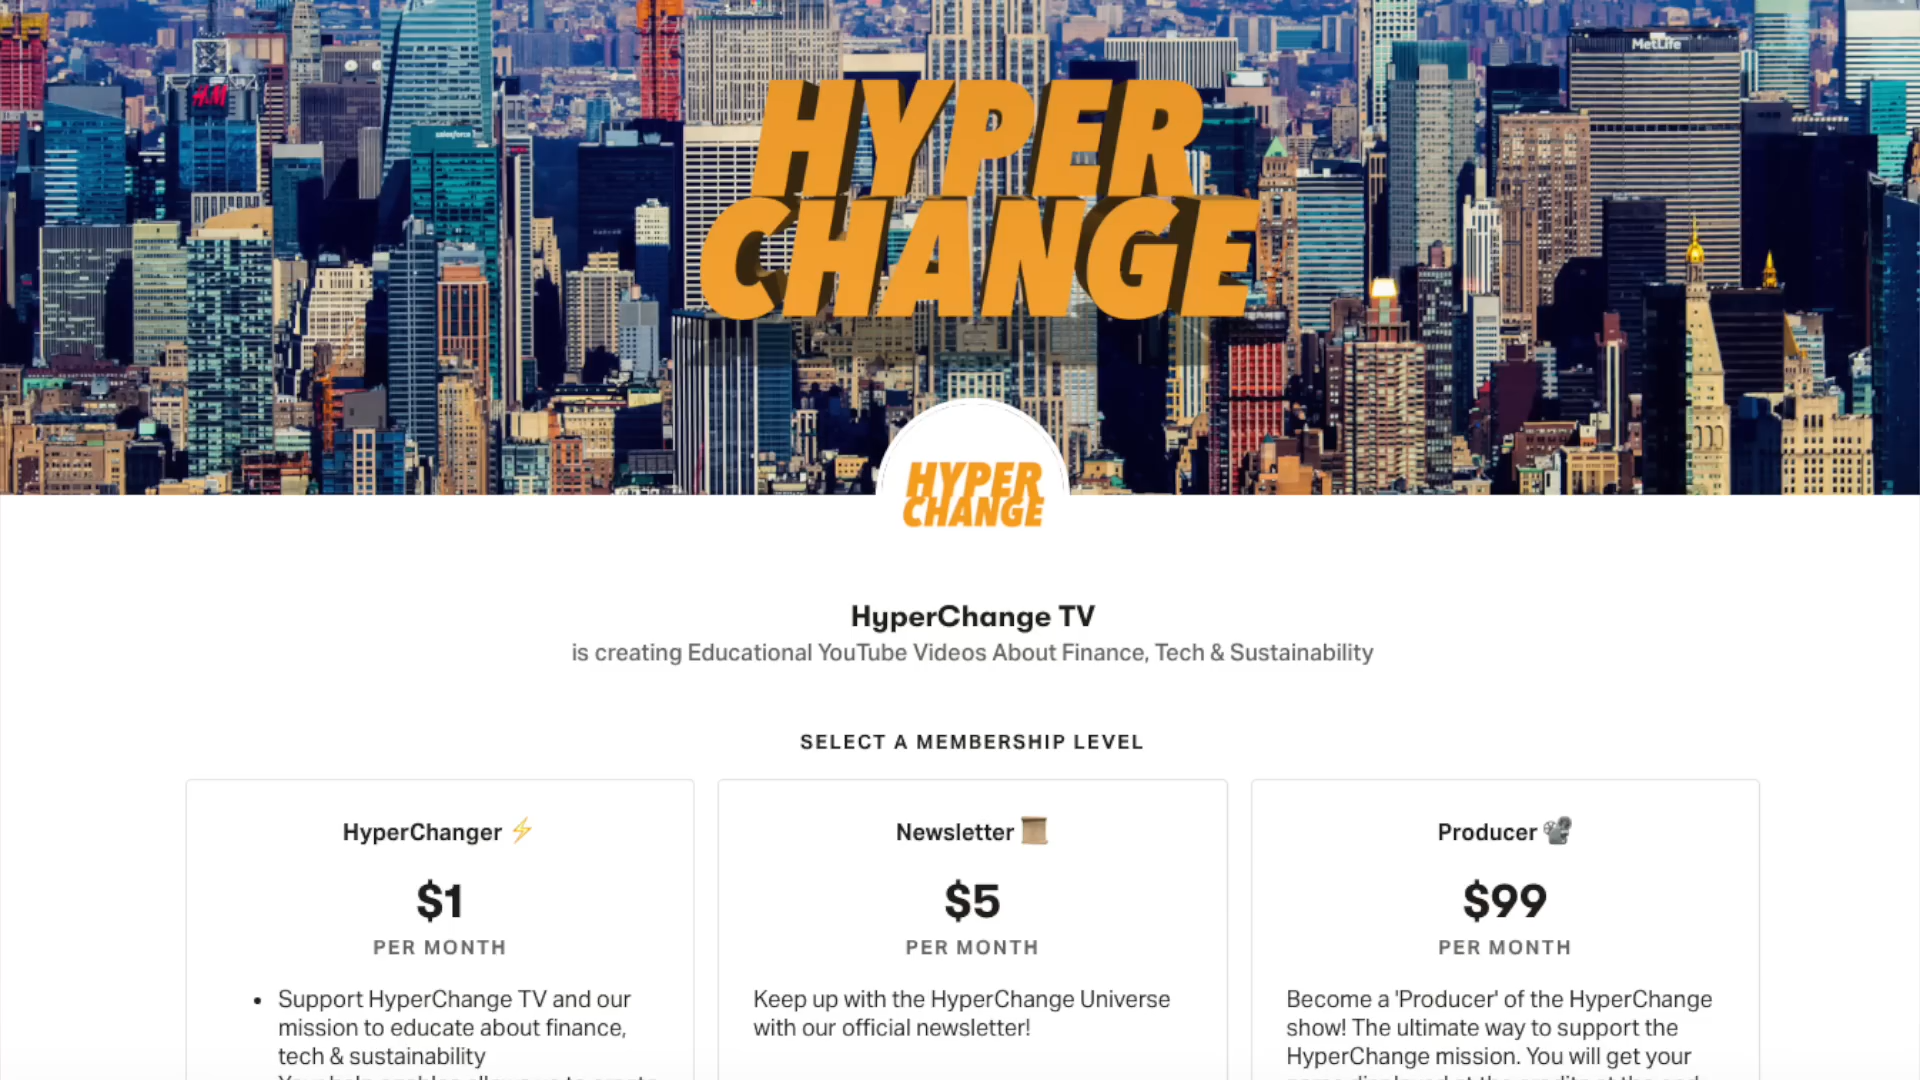 MetLife
H&M
salesforce
HYPER
CHANGE
HYPER
CHANGE
HyperChange TV
is creating Educational YouTube Videos About Finance, Tech & Sustainability
SELECT A MEMBERSHIP LEVEL
HyperChanger ⚡
$1
PER MONTH
• Support HyperChange TV and our
mission to educate about finance,
tech & sustainability
Newsletter 📜
$5
PER MONTH
Keep up with the HyperChange Universe
with our official newsletter!
Producer 📽
$99
PER MONTH
Become a 'Producer' of the HyperChange
show! The ultimate way to support the
HyperChange mission. You will get your